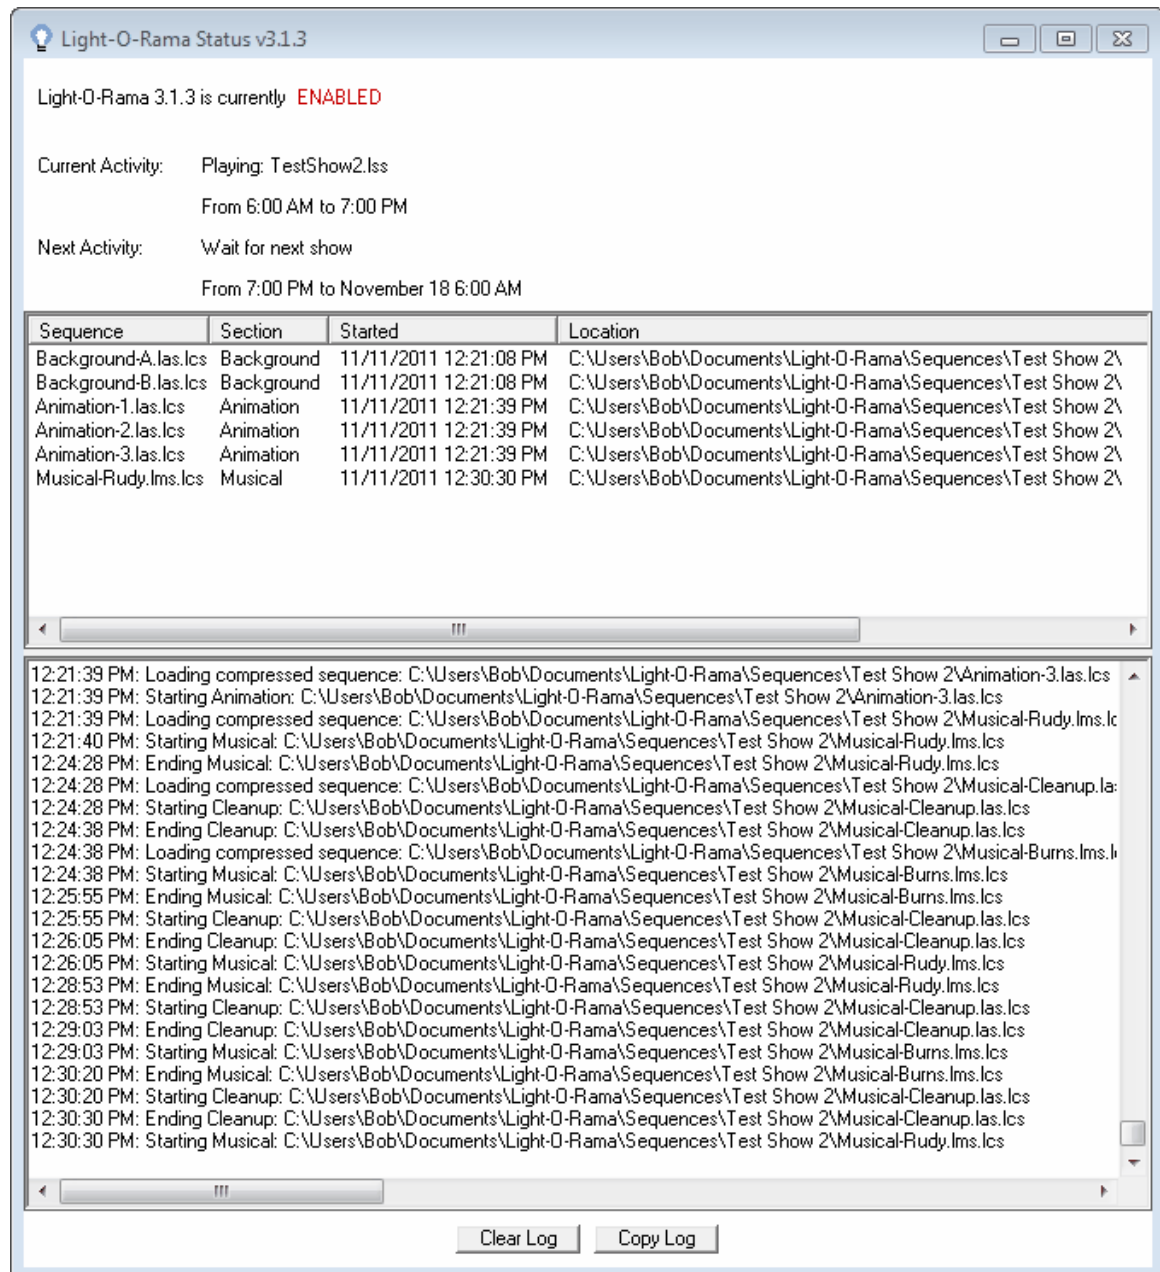 Light-O-Rama Status v3.1.3
Light-O-Rama 3.1.3 is currently ENABLED
Current Activity: Playing: TestShow2.lss
From 6:00 AM to 7:00 PM
Next Activity: Wait for next show
From 7:00 PM to November 18 6:00 AM
Sequence Section Started Location
Background-A.las.lcs Background 11/11/2011 12:21:08 PM C:\Users\Bob\Documents\Light-O-Rama\Sequences\Test Show 2\
Background-B.las.lcs Background 11/11/2011 12:21:08 PM C:\Users\Bob\Documents\Light-O-Rama\Sequences\Test Show 2\
Animation-1.las.lcs Animation 11/11/2011 12:21:39 PM C:\Users\Bob\Documents\Light-O-Rama\Sequences\Test Show 2\
Animation-2.las.lcs Animation 11/11/2011 12:21:39 PM C:\Users\Bob\Documents\Light-O-Rama\Sequences\Test Show 2\
Animation-3.las.lcs Animation 11/11/2011 12:21:39 PM C:\Users\Bob\Documents\Light-O-Rama\Sequences\Test Show 2\
Musical-Rudy.lms.lcs Musical 11/11/2011 12:30:30 PM C:\Users\Bob\Documents\Light-O-Rama\Sequences\Test Show 2\
12:21:39 PM: Loading compressed sequence: C:\Users\Bob\Documents\Light-O-Rama\Sequences\Test Show 2\Animation-3.las.lcs
12:21:39 PM: Starting Animation: C:\Users\Bob\Documents\Light-O-Rama\Sequences\Test Show 2\Animation-3.las.lcs
12:21:39 PM: Loading compressed sequence: C:\Users\Bob\Documents\Light-O-Rama\Sequences\Test Show 2\Musical-Rudy.lms.lc
12:21:40 PM: Starting Musical: C:\Users\Bob\Documents\Light-O-Rama\Sequences\Test Show 2\Musical-Rudy.lms.lcs
12:24:28 PM: Ending Musical: C:\Users\Bob\Documents\Light-O-Rama\Sequences\Test Show 2\Musical-Rudy.lms.lcs
12:24:28 PM: Loading compressed sequence: C:\Users\Bob\Documents\Light-O-Rama\Sequences\Test Show 2\Musical-Cleanup.la
12:24:28 PM: Starting Cleanup: C:\Users\Bob\Documents\Light-O-Rama\Sequences\Test Show 2\Musical-Cleanup.las.lcs
12:24:38 PM: Ending Cleanup: C:\Users\Bob\Documents\Light-O-Rama\Sequences\Test Show 2\Musical-Cleanup.las.lcs
12:24:38 PM: Loading compressed sequence: C:\Users\Bob\Documents\Light-O-Rama\Sequences\Test Show 2\Musical-Burns.lms.l
12:24:38 PM: Starting Musical: C:\Users\Bob\Documents\Light-O-Rama\Sequences\Test Show 2\Musical-Burns.lms.lcs
12:25:55 PM: Ending Musical: C:\Users\Bob\Documents\Light-O-Rama\Sequences\Test Show 2\Musical-Burns.lms.lcs
12:25:55 PM: Starting Cleanup: C:\Users\Bob\Documents\Light-O-Rama\Sequences\Test Show 2\Musical-Cleanup.las.lcs
12:26:05 PM: Ending Cleanup: C:\Users\Bob\Documents\Light-O-Rama\Sequences\Test Show 2\Musical-Cleanup.las.lcs
12:26:05 PM: Starting Musical: C:\Users\Bob\Documents\Light-O-Rama\Sequences\Test Show 2\Musical-Rudy.lms.lcs
12:28:53 PM: Ending Musical: C:\Users\Bob\Documents\Light-O-Rama\Sequences\Test Show 2\Musical-Rudy.lms.lcs
12:28:53 PM: Starting Cleanup: C:\Users\Bob\Documents\Light-O-Rama\Sequences\Test Show 2\Musical-Cleanup.las.lcs
12:29:03 PM: Ending Cleanup: C:\Users\Bob\Documents\Light-O-Rama\Sequences\Test Show 2\Musical-Cleanup.las.lcs
12:29:03 PM: Starting Musical: C:\Users\Bob\Documents\Light-O-Rama\Sequences\Test Show 2\Musical-Burns.lms.lcs
12:30:20 PM: Ending Musical: C:\Users\Bob\Documents\Light-O-Rama\Sequences\Test Show 2\Musical-Burns.lms.lcs
12:30:20 PM: Starting Cleanup: C:\Users\Bob\Documents\Light-O-Rama\Sequences\Test Show 2\Musical-Cleanup.las.lcs
12:30:30 PM: Ending Cleanup: C:\Users\Bob\Documents\Light-O-Rama\Sequences\Test Show 2\Musical-Cleanup.las.lcs
12:30:30 PM: Starting Musical: C:\Users\Bob\Documents\Light-O-Rama\Sequences\Test Show 2\Musical-Rudy.lms.lcs
Clear Log Copy Log